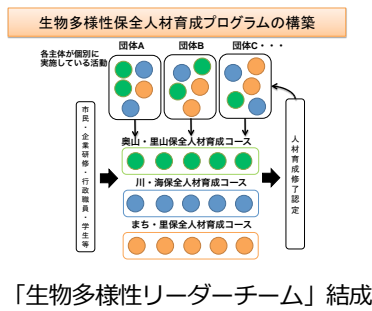 生物多様性保全人材育成プログラムの構築
団体A
団体B
団体C・・・
各主体が個別に
実施している活動
市民・企業研修・行政職員・学生等
奥山・里山保全人材育成コース
川・海保全人材育成コース
まち・里保全人材育成コース
人材育成修了認定
「生物多様性リーダーチーム」結成